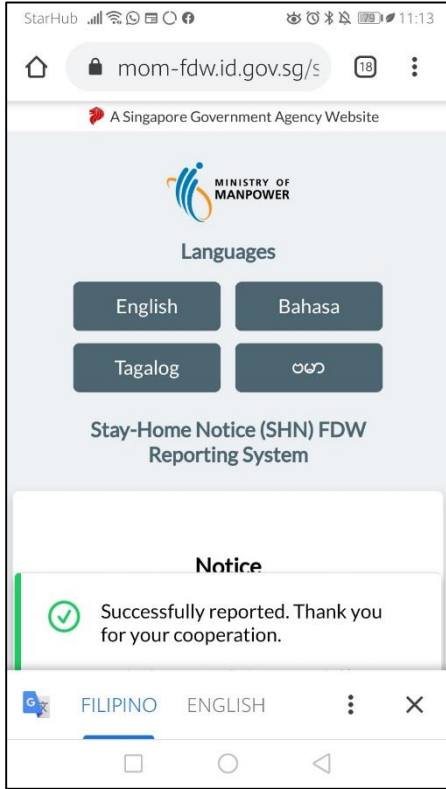 StarHub 79 11:13
mom-fdw.id.gov.sg/s 18
A Singapore Government Agency Website
MINISTRY OF
MANPOWER
Languages
English Bahasa
Tagalog ဗမာ
Stay-Home Notice (SHN) FDW
Reporting System
Notice
Successfully reported. Thank you
for your cooperation.
FILIPINO ENGLISH